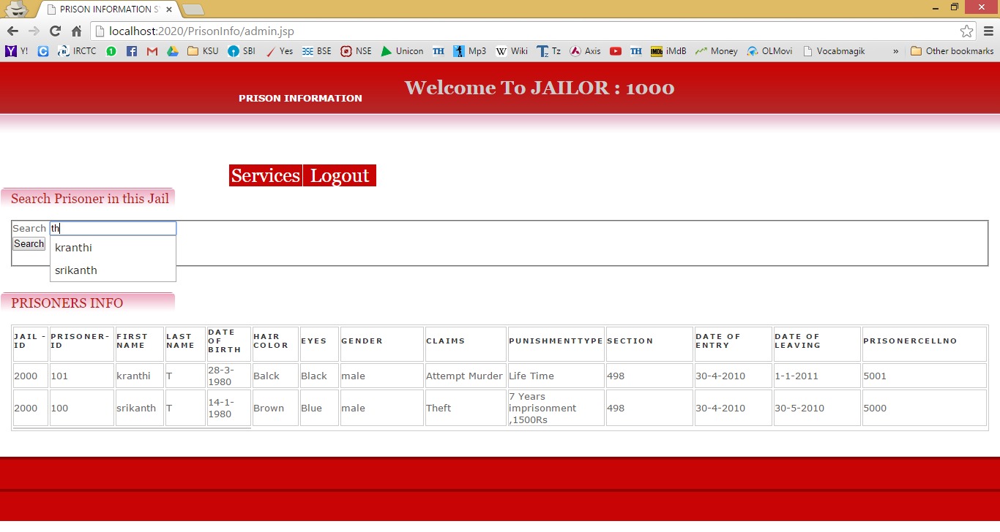 PRISON INFORMATION SY
localhost:2020/PrisonInfo/admin.jsp
Y! IRCTC 1 KSU SBI Yes BSE BSE NSE Unicon TH Mp3 W Wiki Tz Tz Axis TH IMDb iMdB Money OLMovi Vocabmagik » Other bookmarks
PRISON INFORMATION
Welcome To JAILOR : 1000
Services Logout
Search Prisoner in this Jail
Search th
Search
kranthi
srikanth
PRISONERS INFO
JAIL - ID PRISONER-ID FIRST NAME LAST NAME DATE OF BIRTH HAIR COLOR EYES GENDER CLAIMS PUNISHMENTTYPE SECTION DATE OF ENTRY DATE OF LEAVING PRISONERCELLNO
2000 101 kranthi T 28-3-1980 Balck Black male Attempt Murder Life Time 498 30-4-2010 1-1-2011 5001
2000 100 srikanth T 14-1-1980 Brown Blue male Theft 7 Years imprisonment ,1500Rs 498 30-4-2010 30-5-2010 5000